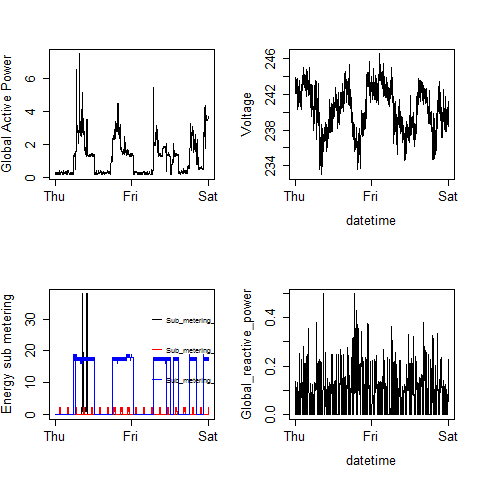 Global Active Power
0 2 4 6
Thu Fri Sat
Voltage
234 238 242 246
Thu Fri Sat
datetime
Energy sub metering
0 10 20 30
Sub_metering_
Sub_metering_
Sub_metering_
Thu Fri Sat
Global_reactive_power
0.0 0.2 0.4
Thu Fri Sat
datetime